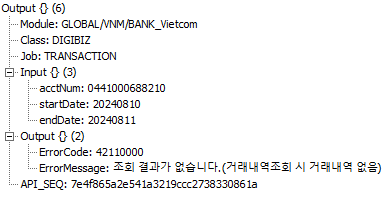 Output {} (6)
Module: GLOBAL/VNM/BANK_Vietcom
Class: DIGIBIZ
Job: TRANSACTION
Input {} (3)
acctNum: 0441000688210
startDate: 20240810
endDate: 20240811
Output {} (2)
ErrorCode: 42110000
ErrorMessage: 조회 결과가 없습니다.(거래내역조회 시 거래내역 없음)
API_SEQ: 7e4f865a2e541a3219ccc2738330861a